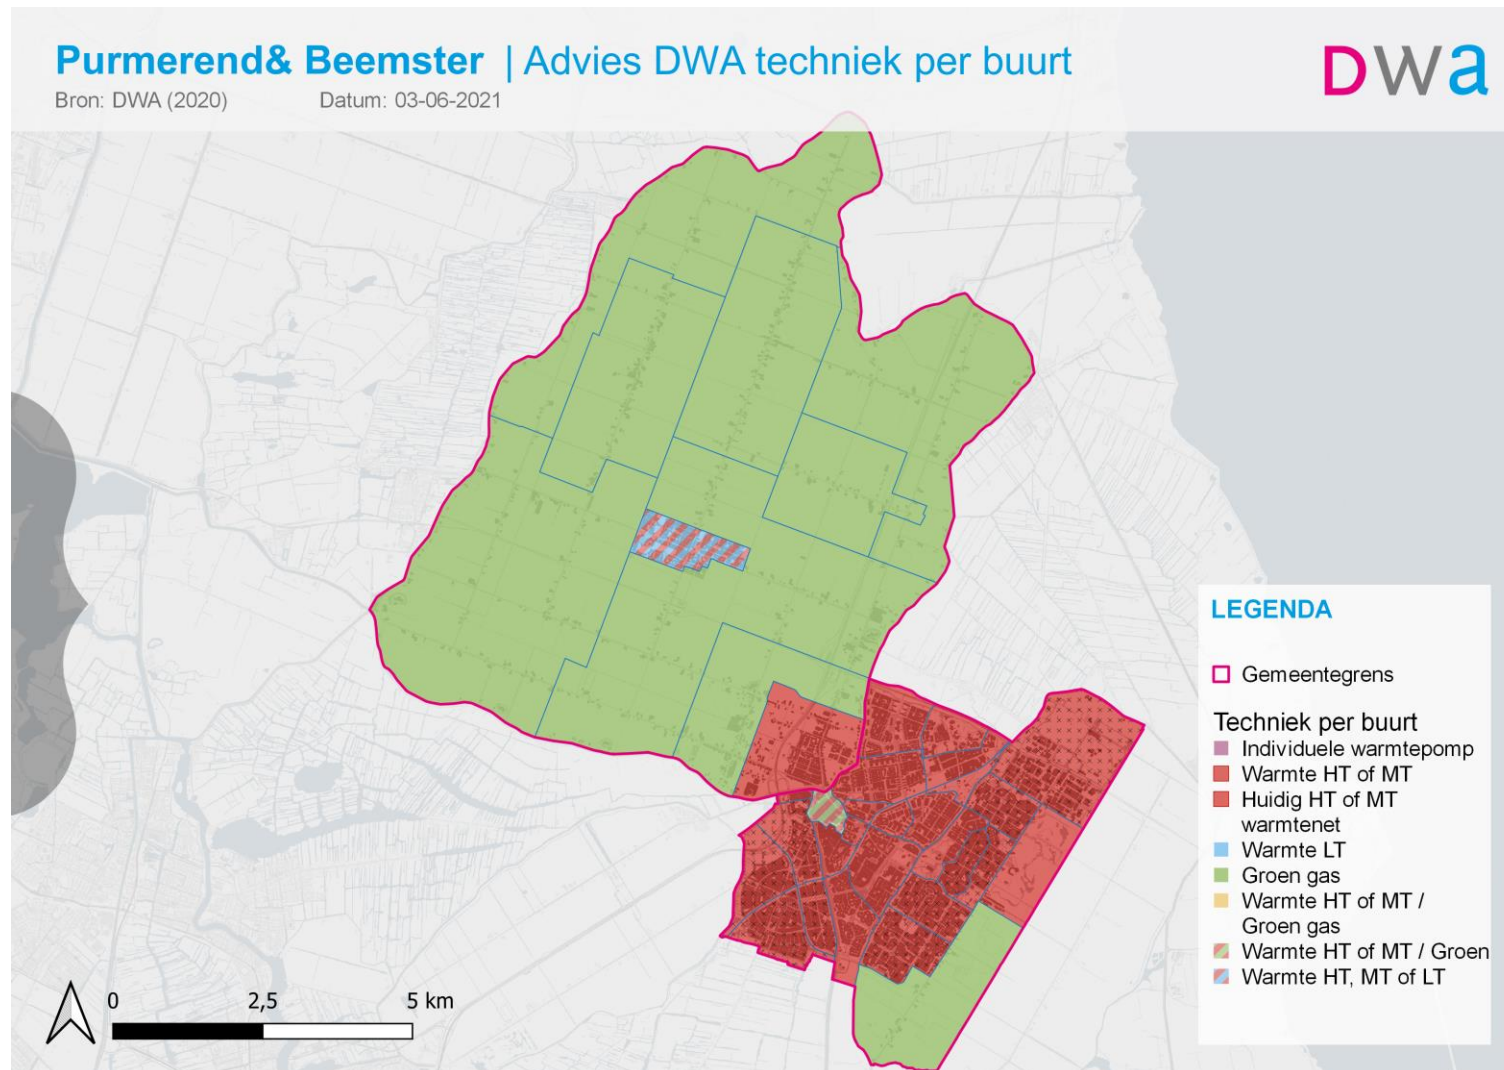 Purmerend& Beemster | Advies DWA techniek per buurt
Bron: DWA (2020) Datum: 03-06-2021
DWa
LEGENDA
Gemeentegrens
Techniek per buurt
Individuele warmtepomp
Warmte HT of MT
Huidig HT of MT
warmtenet
Warmte LT
Groen gas
Warmte HT of MT /
Groen gas
Warmte HT of MT / Groen
Warmte HT, MT of LT
0 2,5 5 km